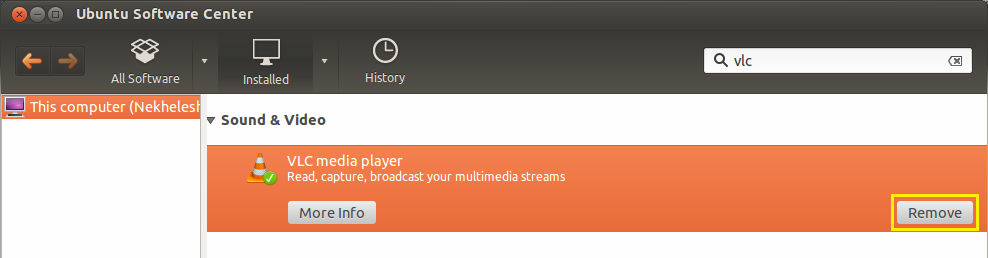 Ubuntu Software Center
All Software
Installed
History
vlc
This computer (Nekhelesh
Sound & Video
VLC media player
Read, capture, broadcast your multimedia streams
More Info
Remove